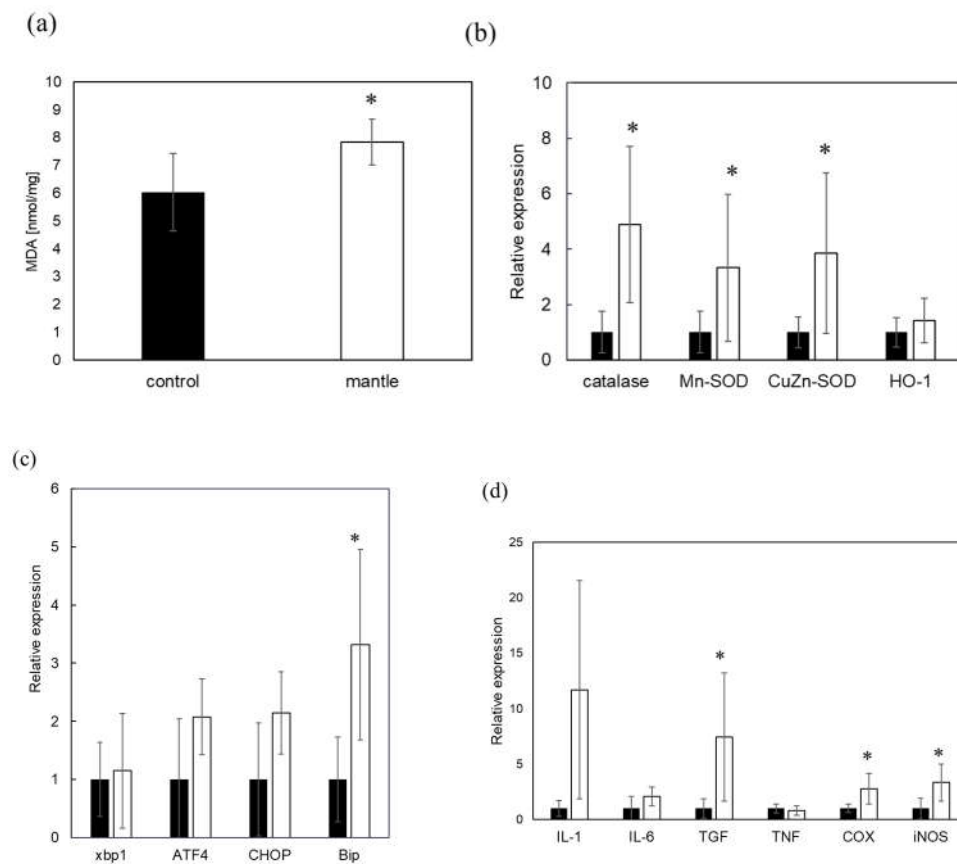 (a)
MDA [nmol/mg]
10
9
8
7
6
5
4
3
2
1
0
*
control mantle
(b)
Relative expression
10
8
6
4
2
0
* * *
catalase Mn-SOD CuZn-SOD HO-1
(c)
Relative expression
6
5
4
3
2
1
0
*
xbp1 ATF4 CHOP Bip
(d)
Relative expression
25
20
15
10
5
0
* * *
IL-1 IL-6 TGF TNF COX iNOS